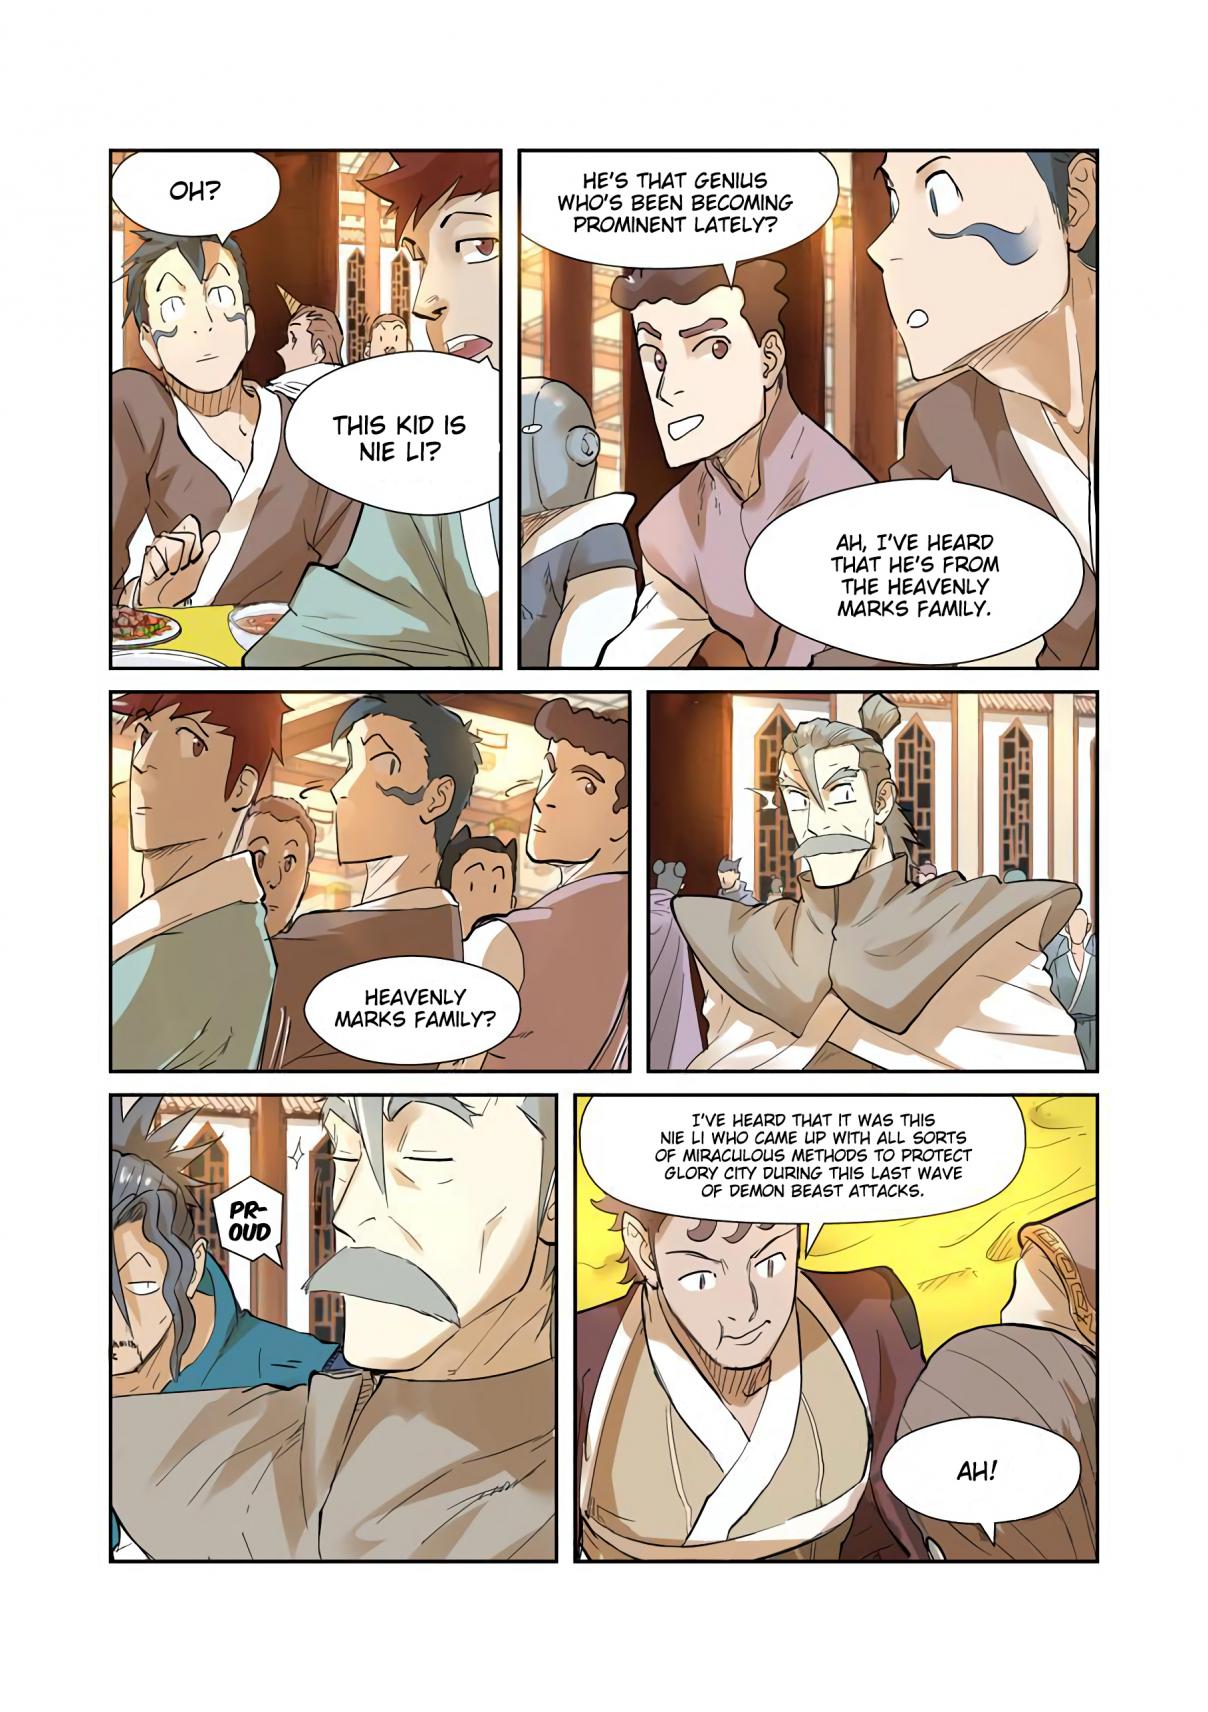 OH?
THIS KID IS
NIE LI?
HE'S THAT GENIUS
WHO'S BEEN BECOMING
PROMINENT LATELY?
AH, I'VE HEARD
THAT HE'S FROM
THE HEAVENLY
MARKS FAMILY.
HEAVENLY
MARKS FAMILY?
PR-
OUD
I'VE HEARD THAT IT WAS THIS
NIE LI WHO CAME UP WITH ALL SORTS
OF MIRACULOUS METHODS TO PROTECT
GLORY CITY DURING THIS LAST WAVE
OF DEMON BEAST ATTACKS.
AH!